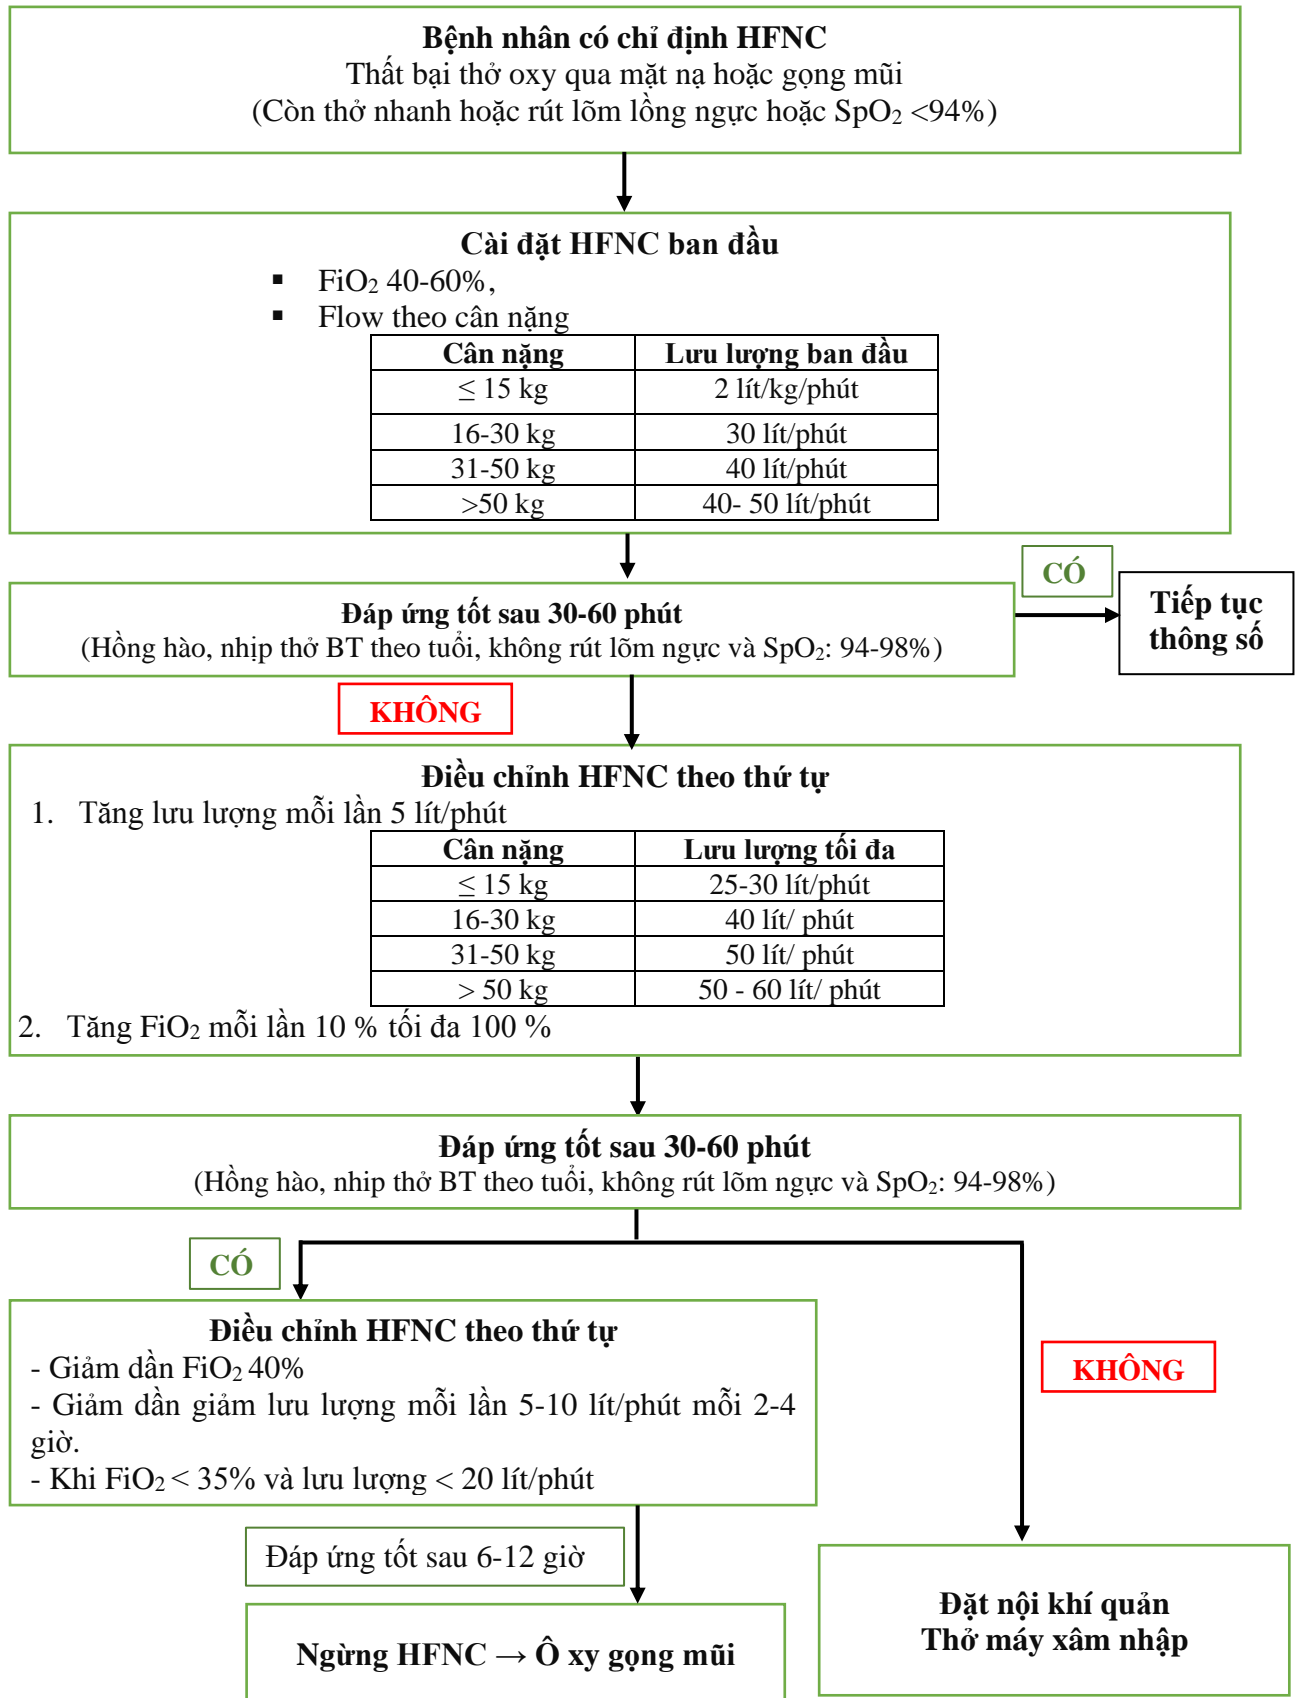 Bệnh nhân có chỉ định HFNC
Thất bại thở oxy qua mặt nạ hoặc gọng mũi
(Còn thở nhanh hoặc rút lõm lồng ngực hoặc SpO₂ <94%)
Cài đặt HFNC ban đầu
▪ FiO₂ 40-60%,
▪ Flow theo cân nặng
Cân nặng Lưu lượng ban đầu
≤ 15 kg 2 lít/kg/phút
16-30 kg 30 lít/phút
31-50 kg 40 lít/phút
>50 kg 40- 50 lít/phút
Đáp ứng tốt sau 30-60 phút
(Hồng hào, nhịp thở BT theo tuổi, không rút lõm ngực và SpO₂: 94-98%)
CÓ
Tiếp tục
thông số
KHÔNG
Điều chỉnh HFNC theo thứ tự
1. Tăng lưu lượng mỗi lần 5 lít/phút
Cân nặng Lưu lượng tối đa
≤ 15 kg 25-30 lít/phút
16-30 kg 40 lít/ phút
31-50 kg 50 lít/ phút
> 50 kg 50 - 60 lít/ phút
2. Tăng FiO₂ mỗi lần 10 % tối đa 100 %
Đáp ứng tốt sau 30-60 phút
(Hồng hào, nhip thở BT theo tuổi, không rút lõm ngực và SpO₂: 94-98%)
CÓ
Điều chỉnh HFNC theo thứ tự
- Giảm dần FiO₂ 40%
- Giảm dần giảm lưu lượng mỗi lần 5-10 lít/phút mỗi 2-4
giờ.
- Khi FiO₂ < 35% và lưu lượng < 20 lít/phút
KHÔNG
Đáp ứng tốt sau 6-12 giờ
Ngừng HFNC → Ô xy gọng mũi
Đặt nội khí quản
Thở máy xâm nhập